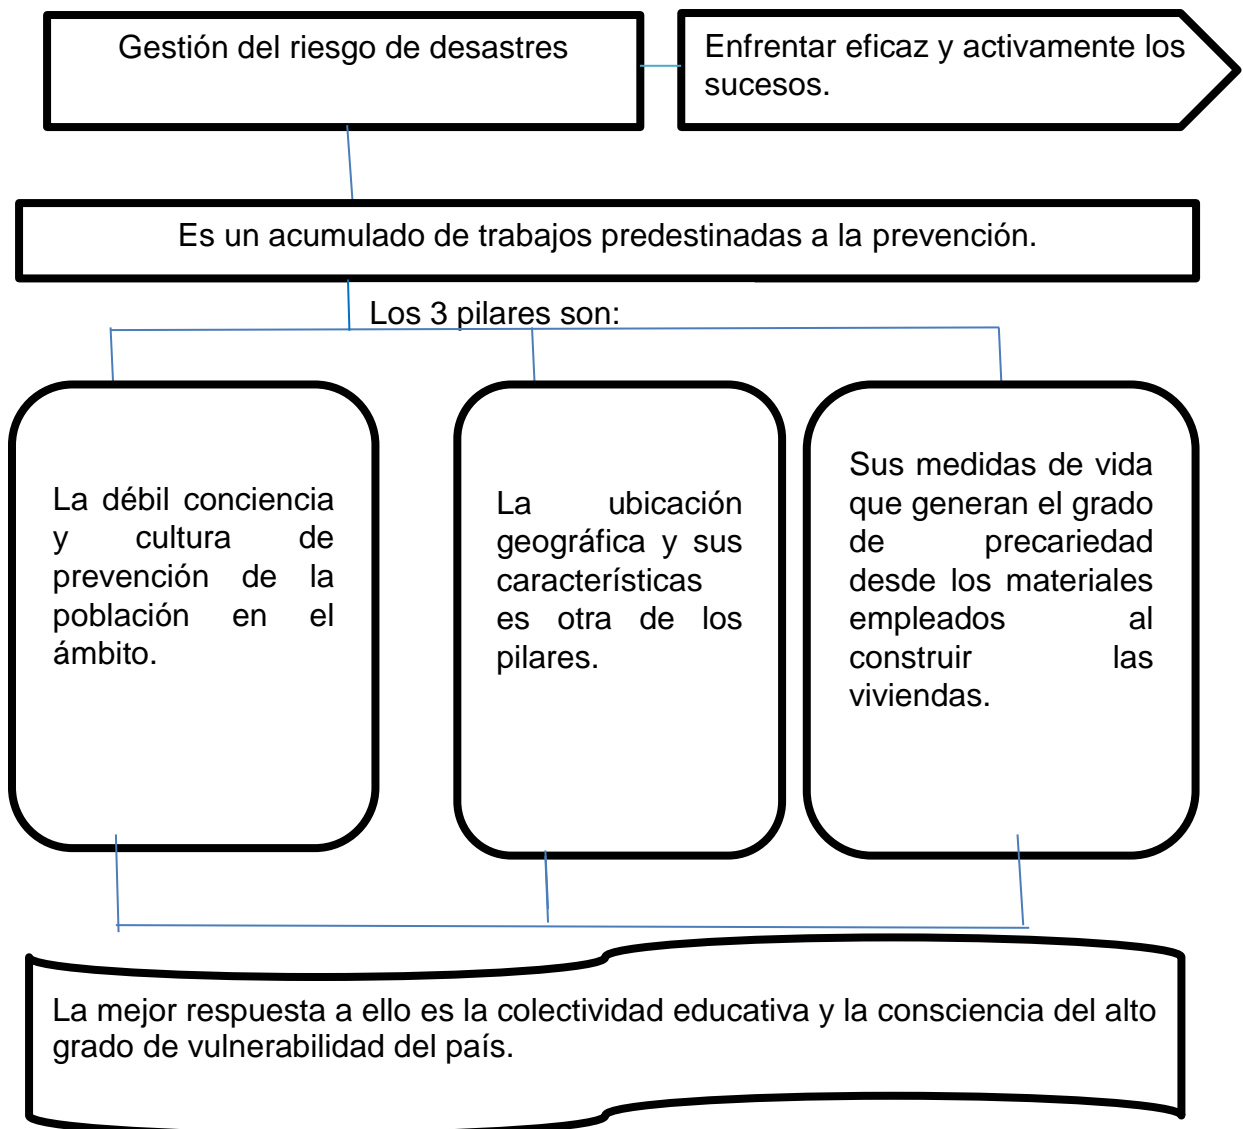 Gestión del riesgo de desastres
Enfrentar eficaz y activamente los
sucesos.
Es un acumulado de trabajos predestinadas a la prevención.
Los 3 pilares son:
La débil conciencia
y cultura de
prevención de la
población en el
ámbito.
La ubicación
geográfica y sus
características
es otra de los
pilares.
Sus medidas de vida
que generan el grado
de precariedad
desde los materiales
empleados al
construir las
viviendas.
La mejor respuesta a ello es la colectividad educativa y la consciencia del alto
grado de vulnerabilidad del país.